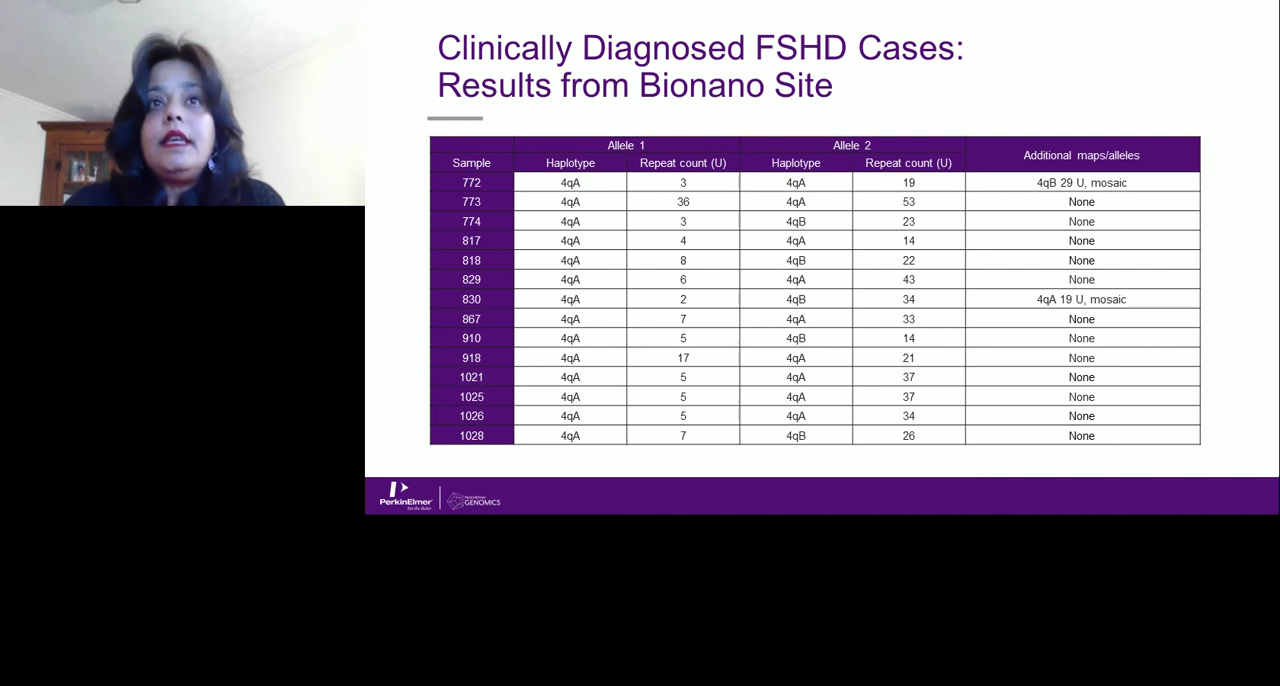 Clinically Diagnosed FSHD Cases:
Results from Bionano Site
Allele 1 Allele 2 Additional maps/alleles
Sample Haplotype Repeat count (U) Haplotype Repeat count (U)
772 4qA 3 4qA 19 4qB 29 U, mosaic
773 4qA 36 4qA 53 None
774 4qA 3 4qB 23 None
817 4qA 4 4qA 14 None
818 4qA 8 4qB 22 None
829 4qA 6 4qA 43 None
830 4qA 2 4qB 34 4qA 19 U, mosaic
867 4qA 7 4qA 33 None
910 4qA 5 4qB 14 None
918 4qA 17 4qA 21 None
1021 4qA 5 4qA 37 None
1025 4qA 5 4qA 37 None
1026 4qA 5 4qA 34 None
1028 4qA 7 4qB 26 None
PerkinElmer
For the Better
PerkinElmer
GENOMICS